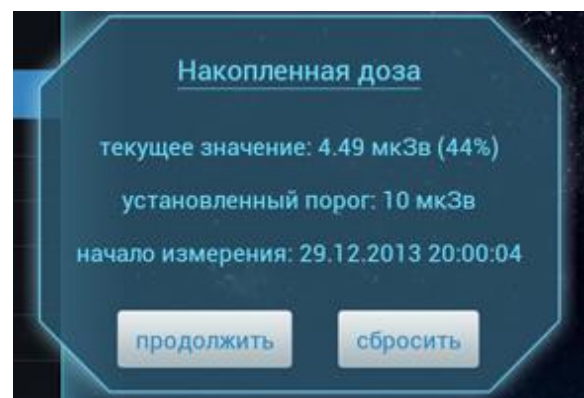 Накопленная доза
текущее значение: 4.49 мкЗв (44%)
установленный порог: 10 мкЗв
начало измерения: 29.12.2013 20:00:04
продолжить сбросить